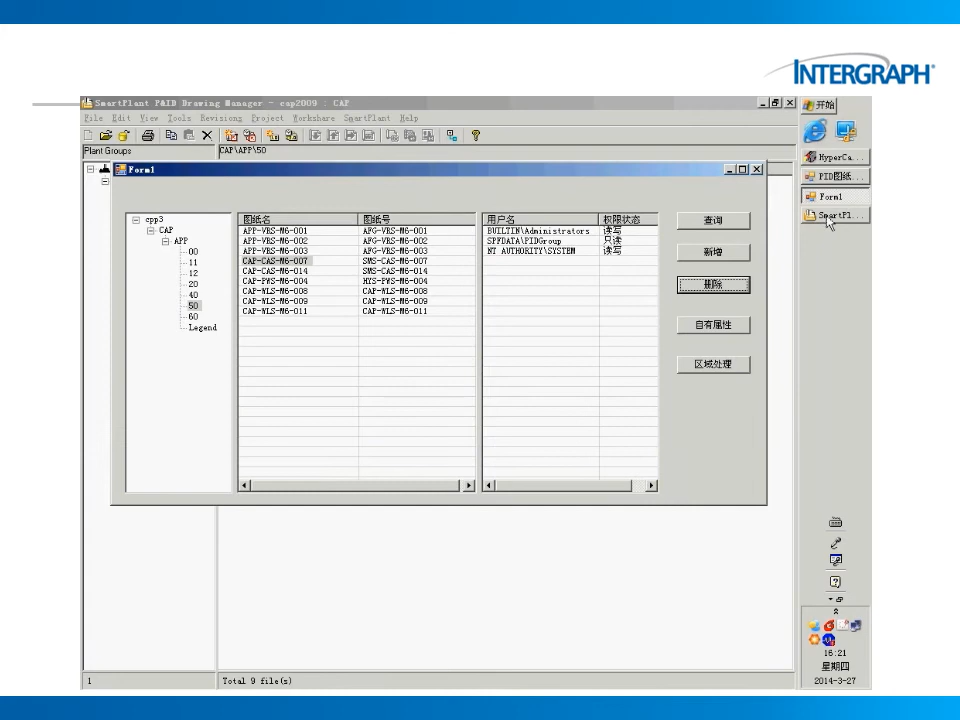 INTERGRAPH
SmartPlant P&ID Drawing Manager - cap2009 : CAP
File Edit View Tools Revisions Project Workshare SmartPlant Help
Plant Groups
CAP\APP\50
Form1
cpp3
CAP
APP
00
11
12
20
40
50
60
Legend
图纸名 图纸号
APP-VRS-M6-001 AFG-VRS-M6-001
APP-VRS-M6-002 AFG-VRS-M6-002
APP-VRS-M6-003 AFG-VRS-M6-003
CAP-CAS-M6-007 SWS-CAS-M6-007
CAP-CAS-M6-014 SWS-CAS-M6-014
CAP-PWS-M6-004 HYS-PWS-M6-004
CAP-WLS-M6-008 CAP-WLS-M6-008
CAP-WLS-M6-009 CAP-WLS-M6-009
CAP-WLS-M6-011 CAP-WLS-M6-011
用户名 权限状态
BUILTIN\Administrators 读写
SPFDATA\PIDGroup 只读
NT AUTHORITY\SYSTEM 读写
查询
新增
删除
自有属性
区域处理
1
Total 9 file(s)
开始
HyperCa...
PID图纸...
Form1
SmartPl...
16:21
星期四
2014-3-27